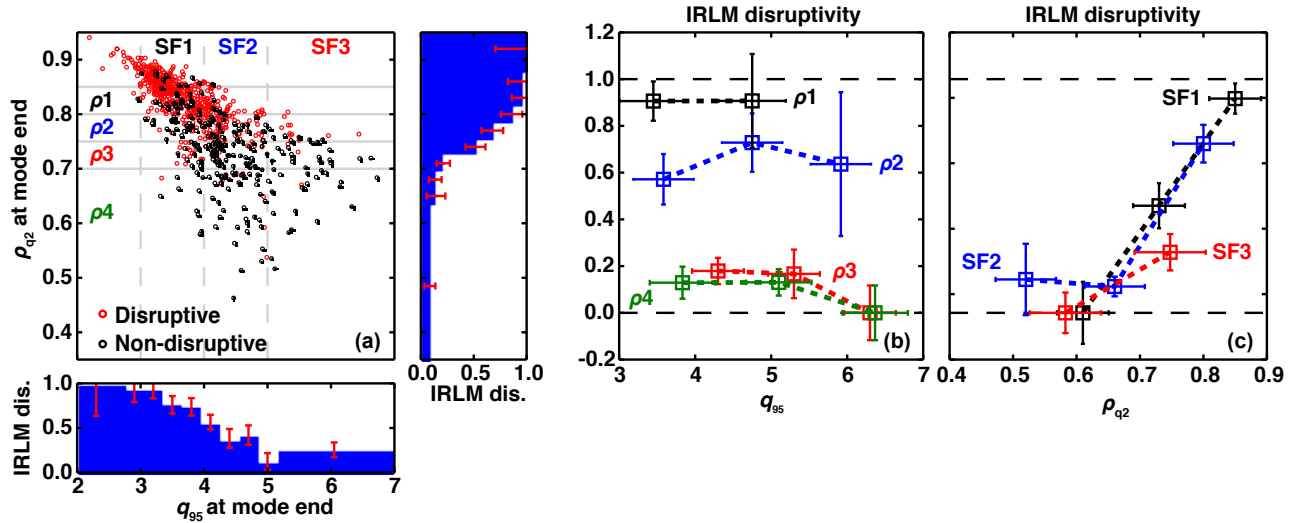 SF1 SF2 SF3
0.9
0.8
0.7
0.6
0.5
0.4
ρq2 at mode end
ρ1
ρ2
ρ3
ρ4
Disruptive
Non-disruptive
(a)
0.0 0.5 1.0
IRLM dis.
1.0
0.5
0.0
IRLM dis.
2 3 4 5 6 7
q95 at mode end
IRLM disruptivity
1.2
1.0
0.8
0.6
0.4
0.2
0.0
-0.2
ρ1
ρ2
ρ3
ρ4
(b)
3 4 5 6 7
q95
IRLM disruptivity
SF1
SF2
SF3
(c)
0.4 0.5 0.6 0.7 0.8 0.9
ρq2